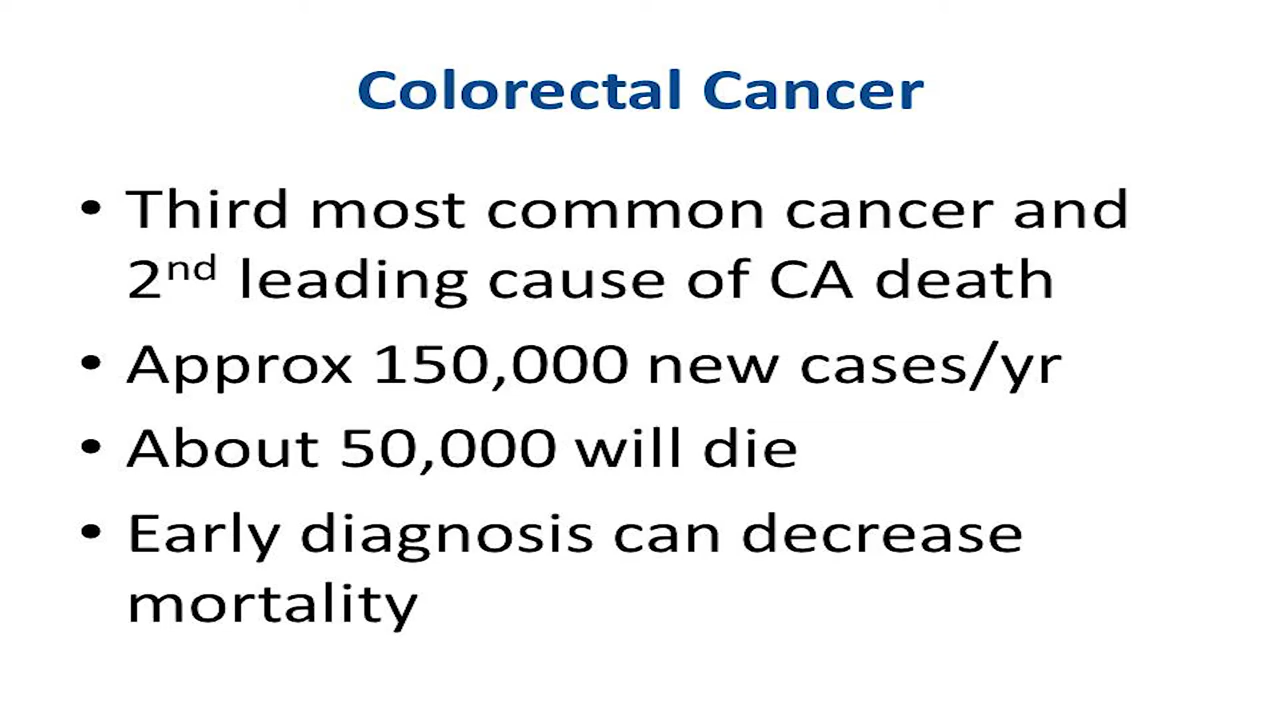 Colorectal Cancer
• Third most common cancer and
2nd leading cause of CA death
• Approx 150,000 new cases/yr
• About 50,000 will die
• Early diagnosis can decrease
mortality